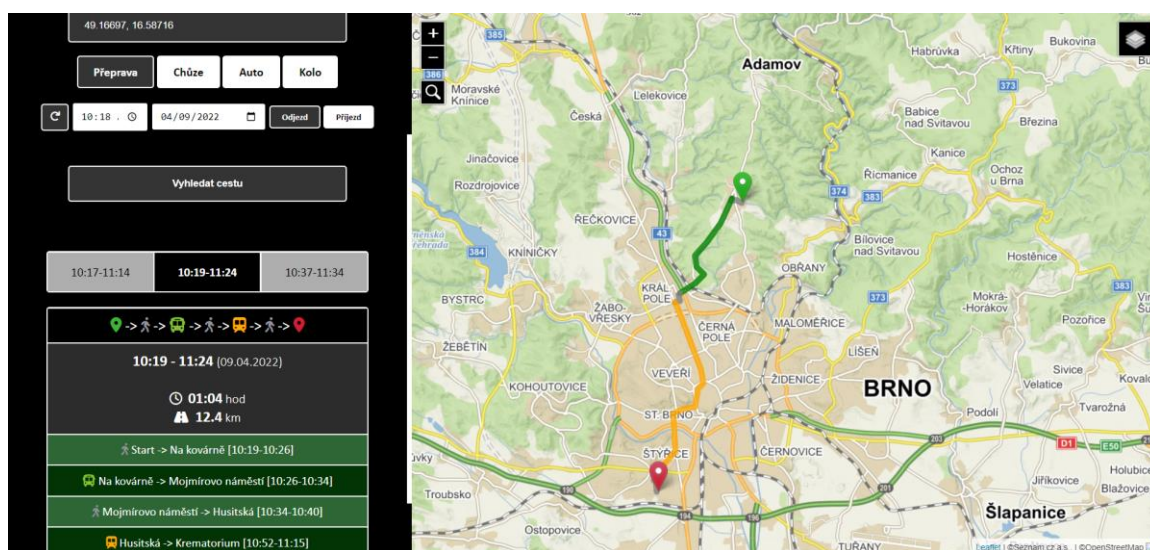 49.16697, 16.58716
Přeprava Chůze Auto Kolo
10:18 . 04/09/2022 Odjezd Příjezd
Vyhledat cestu
10:17-11:14 10:19-11:24 10:37-11:34
-> -> -> -> -> ->
10:19 - 11:24 (09.04.2022)
01:04 hod
12.4 km
Start -> Na kovárně [10:19-10:26]
Na kovárně -> Mojmírovo náměstí [10:26-10:34]
Mojmírovo náměstí -> Husitská [10:34-10:40]
Husitská -> Krematorium [10:52-11:15]
+
−
385
386
Moravské
Knínice
Lelekovice
Česká
Adamov
Habrůvka
Křtiny
Bukovina
373
Babice
nad Svitavou
Březina
Kanice
Ochoz
u Brna
Jinačovice
Rozdrojovice
Řícmanice
374
383
ŘEČKOVICE
43
Bílovice
nad Svitavou
384
KNÍNIČKY
Hostěnice
OBŘANY
KRÁL.
POLE
373
383
Mokrá-
-Horákov
BYSTRC
ŽABO-
VŘESKY
ČERNÁ
POLE
MALOMĚŘICE
Pozořice
ŽEBĚTÍN
LÍŠEŇ
VEVEŘÍ
ŽIDENICE
Sivice
KOHOUTOVICE
BRNO
Velatice
ST. BRNO
Podolí
Tvarožná
ŠTÝŘICE
ČERNOVICE
203
D1
E50
Troubsko
190
201
Jiříkovice
Holubice
Blažovice
194
196
Šlapanice
Ostopovice
TUŘANY
Leaflet | ©Seznam.cz a.s. | ©OpenStreetMap